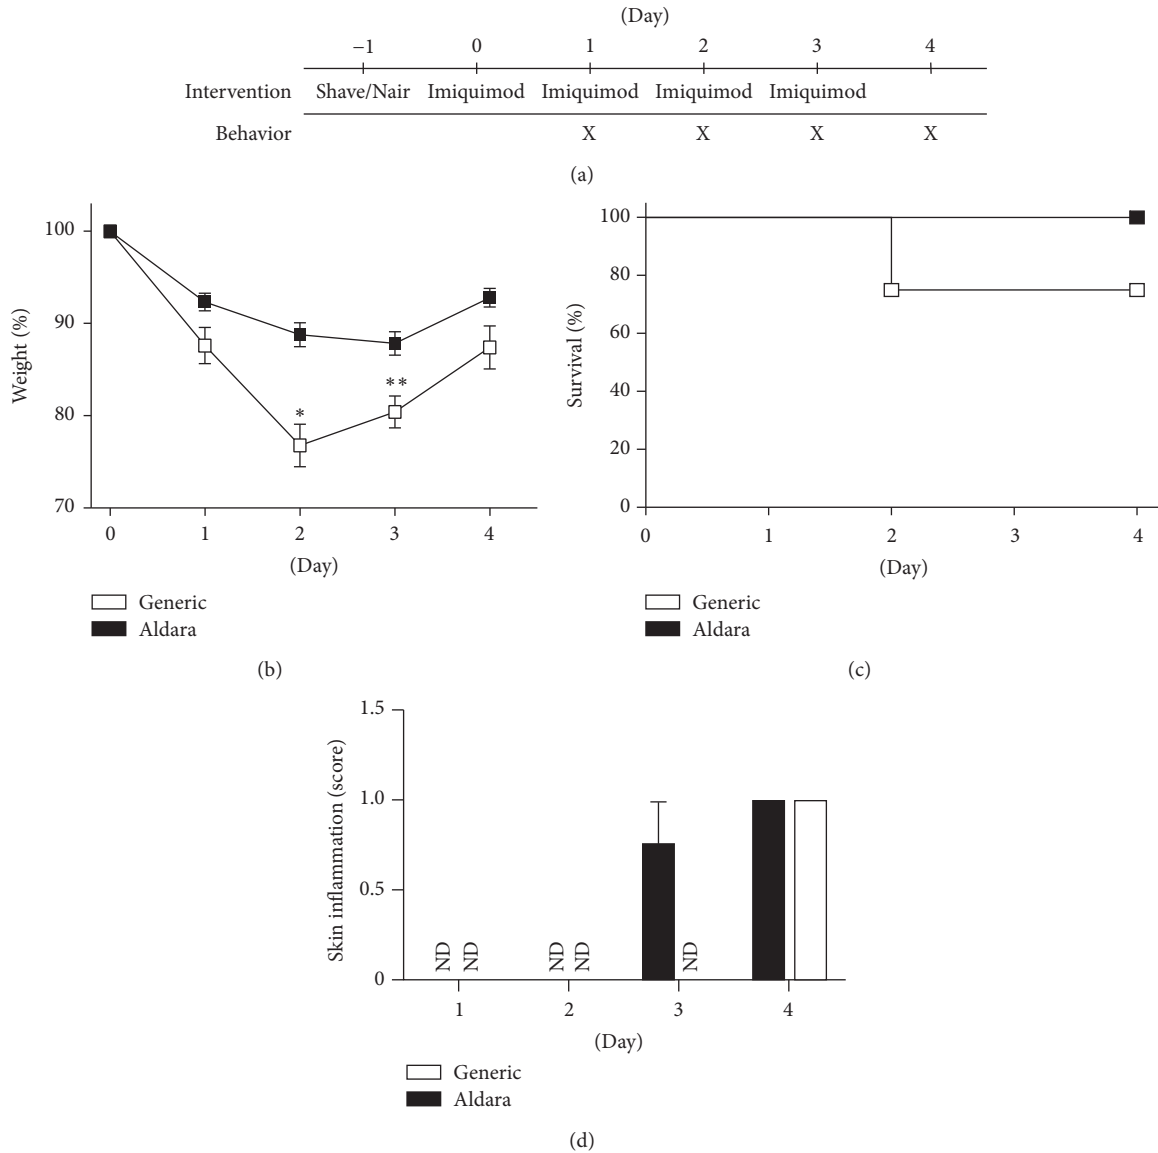 (Day)
−1 0 1 2 3 4
Intervention Shave/Nair Imiquimod Imiquimod Imiquimod Imiquimod
Behavior X X X X
(a)
100
90
80
70
Weight (%)
*
**
0 1 2 3 4
(Day)
Generic
Aldara
(b)
100
80
60
40
20
0
Survival (%)
0 1 2 3 4
(Day)
Generic
Aldara
(c)
1.5
1.0
0.5
0
Skin inflammation (score)
ND ND ND ND ND
1 2 3 4
(Day)
Generic
Aldara
(d)